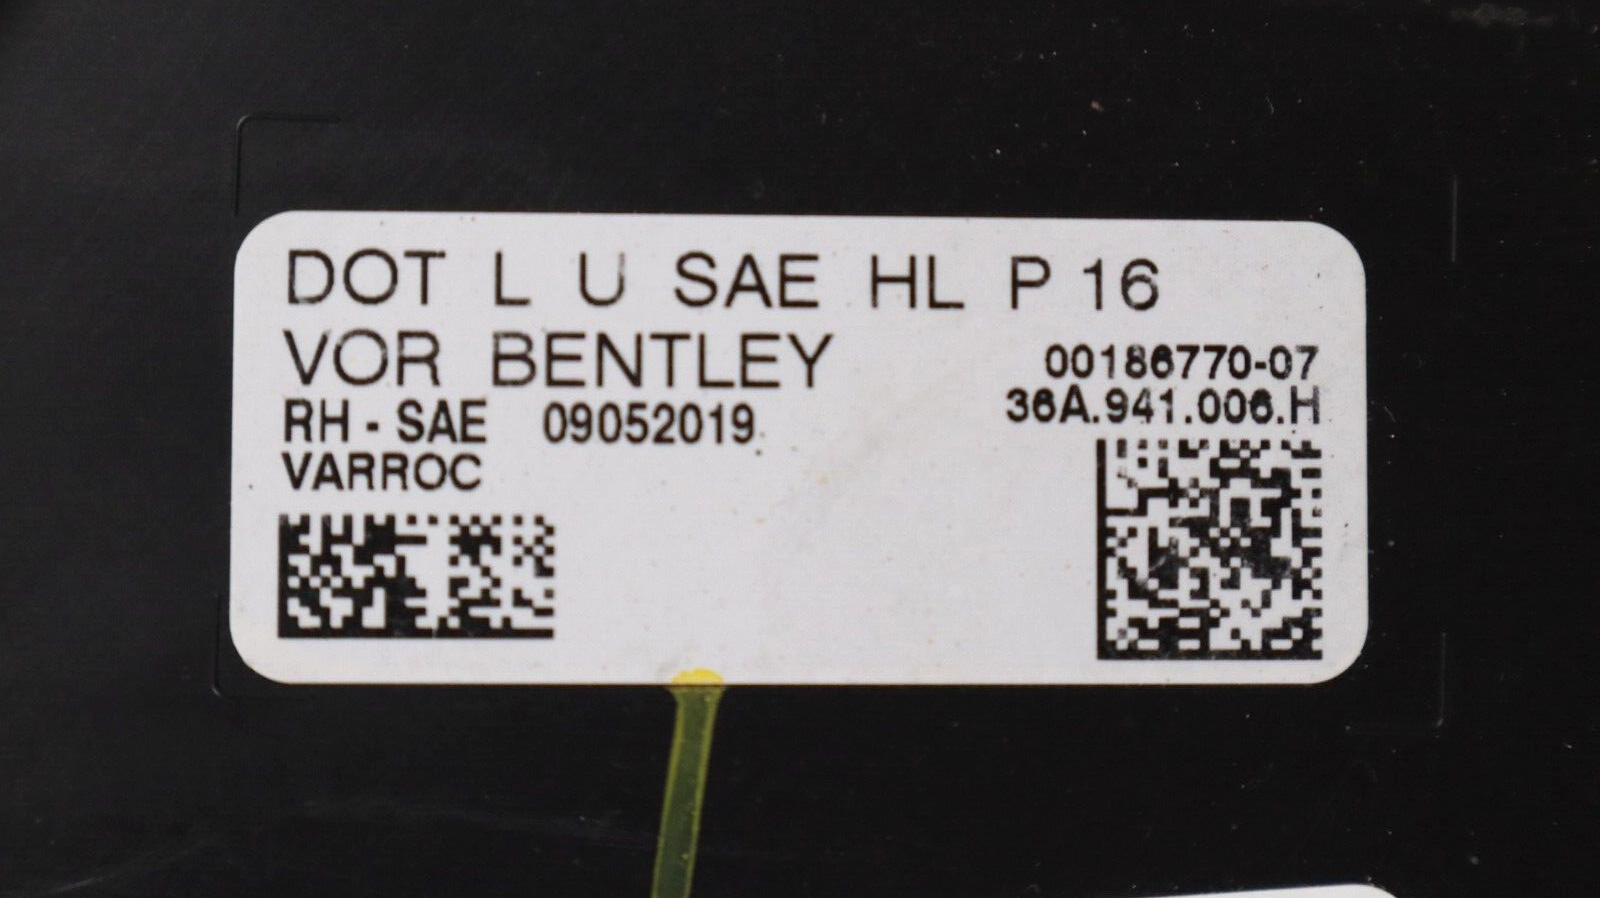 DOT L U SAE HL P 16
VOR BENTLEY
00186770-07
36A.941.006.H
RH - SAE 09052019
VARROC